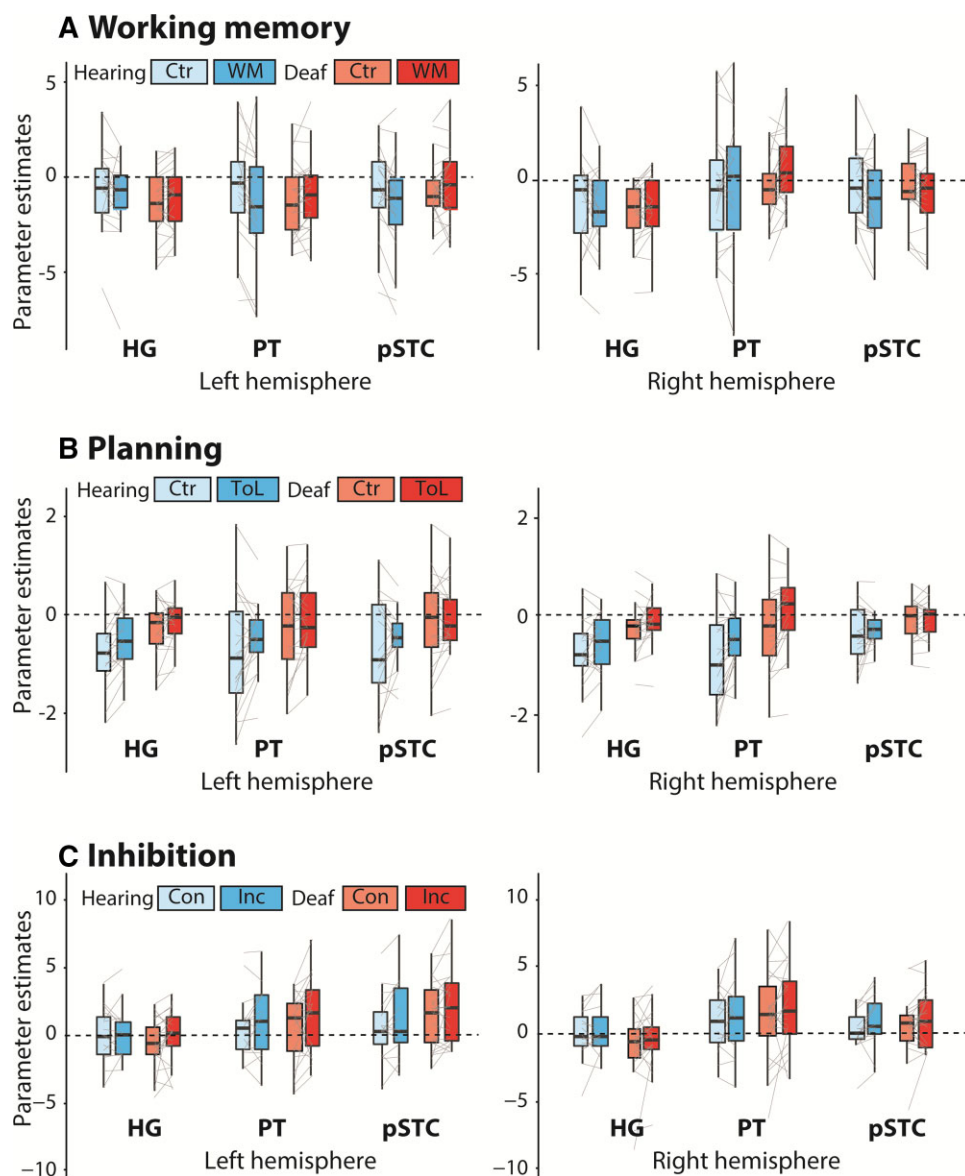 A Working memory
Hearing Ctr WM Deaf Ctr WM
Parameter estimates
5
0
-5
HG PT pSTC
Left hemisphere
5
0
-5
HG PT pSTC
Right hemisphere
B Planning
Hearing Ctr ToL Deaf Ctr ToL
Parameter estimates
2
0
-2
HG PT pSTC
Left hemisphere
2
0
-2
HG PT pSTC
Right hemisphere
C Inhibition
Hearing Con Inc Deaf Con Inc
Parameter estimates
10
5
0
−5
−10
HG PT pSTC
Left hemisphere
10
5
0
−5
−10
HG PT pSTC
Right hemisphere